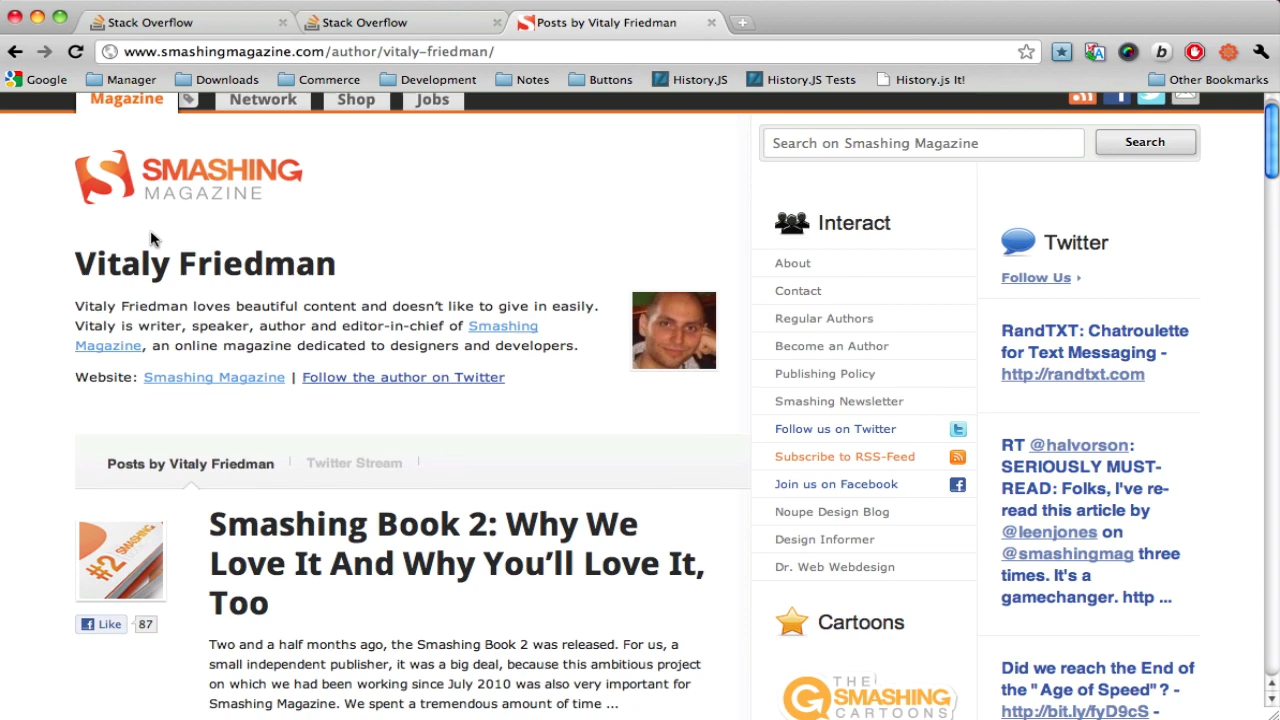 Stack Overflow
Stack Overflow
Posts by Vitaly Friedman
www.smashingmagazine.com/author/vitaly-friedman/
Google
Manager
Downloads
Commerce
Development
Notes
Buttons
History.JS
History.JS Tests
History.js It!
Other Bookmarks
Magazine
Network
Shop
Jobs
SMASHING
MAGAZINE
Search on Smashing Magazine
Search
Vitaly Friedman
Vitaly Friedman loves beautiful content and doesn’t like to give in easily.
Vitaly is writer, speaker, author and editor-in-chief of Smashing
Magazine, an online magazine dedicated to designers and developers.
Website: Smashing Magazine | Follow the author on Twitter
Posts by Vitaly Friedman
Twitter Stream
#2 SMASHING
Like
87
Smashing Book 2: Why We
Love It And Why You’ll Love It,
Too
Two and a half months ago, the Smashing Book 2 was released. For us, a
small independent publisher, it was a big deal, because this ambitious project
on which we had been working since July 2010 was also very important for
Smashing Magazine. We spent a tremendous amount of time ...
Interact
About
Contact
Regular Authors
Become an Author
Publishing Policy
Smashing Newsletter
Follow us on Twitter
Subscribe to RSS-Feed
Join us on Facebook
Noupe Design Blog
Design Informer
Dr. Web Webdesign
Cartoons
THE
SMASHING
CARTOONS
Twitter
Follow Us
RandTXT: Chatroulette
for Text Messaging -
http://randtxt.com
RT @halvorson:
SERIOUSLY MUST-
READ: Folks, I've re-
read this article by
@leenjones on
@smashingmag three
times. It's a
gamechanger. http ...
Did we reach the End of
the "Age of Speed"? -
http://bit.ly/fyD9cS -